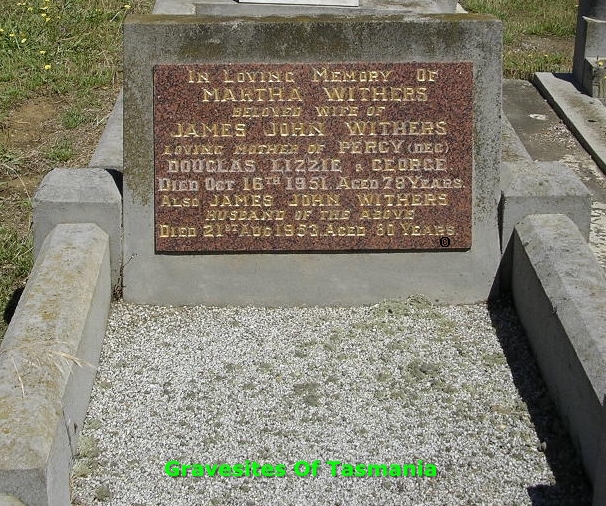 In Loving Memory Of
MARTHA WITHERS
BELOVED WIFE OF
JAMES JOHN WITHERS
LOVING MOTHER OF PERCY (DEC)
DOUGLAS LIZZIE & GEORGE
Died Oct 16TH 1951. Aged 78 Years.
Also JAMES JOHN WITHERS
HUSBAND OF THE ABOVE
Died 21ST Aug 1953, Aged 80 Years
Gravesites Of Tasmania